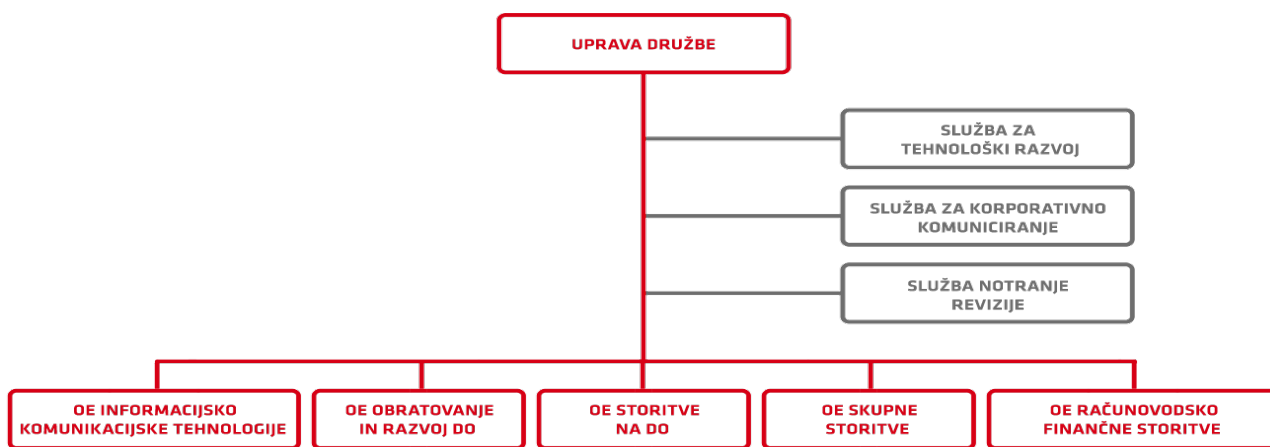 UPRAVA DRUŽBE
SLUŽBA ZA
TEHNOLOŠKI RAZVOJ
SLUŽBA ZA KORPORATIVNO
KOMUNICIRANJE
SLUŽBA NOTRANJE
REVIZIJE
OE INFORMACIJSKO
KOMUNIKACIJSKE TEHNOLOGIJE
OE OBRATOVANJE
IN RAZVOJ DO
OE STORITVE
NA DO
OE SKUPNE
STORITVE
OE RAČUNOVODSKO
FINANČNE STORITVE